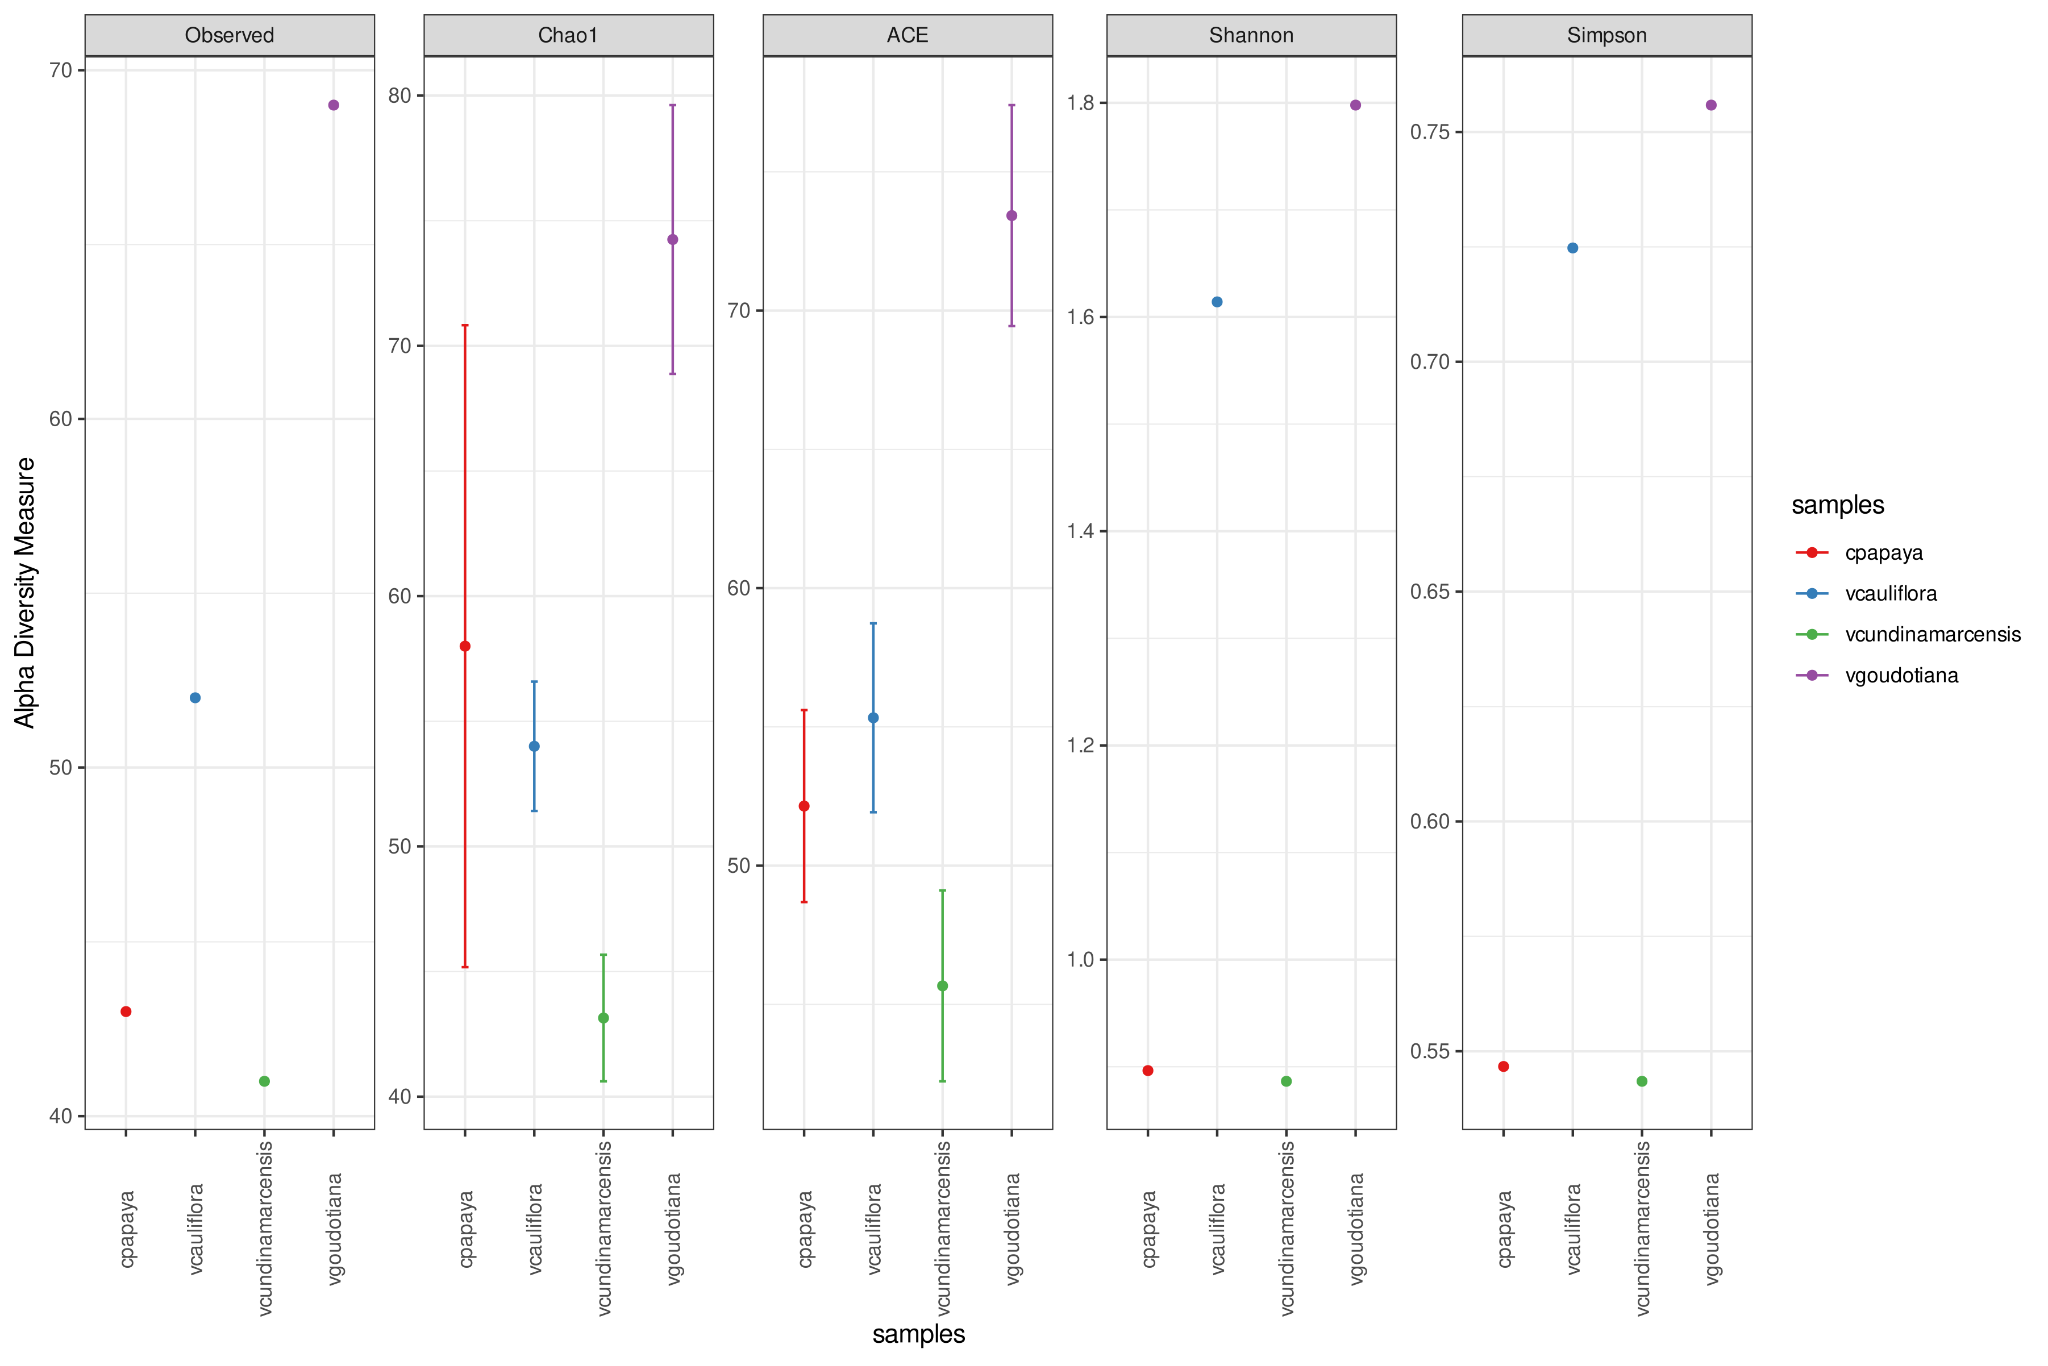 Observed
Chao1
ACE
Shannon
Simpson
Alpha Diversity Measure
70
60
50
40
80
70
60
50
40
70
60
50
1.8
1.6
1.4
1.2
1.0
0.75
0.70
0.65
0.60
0.55
cpapaya
vcauliflora
vcundinamarcensis
vgoudotiana
cpapaya
vcauliflora
vcundinamarcensis
vgoudotiana
cpapaya
vcauliflora
vcundinamarcensis
vgoudotiana
cpapaya
vcauliflora
vcundinamarcensis
vgoudotiana
cpapaya
vcauliflora
vcundinamarcensis
vgoudotiana
samples
samples
cpapaya
vcauliflora
vcundinamarcensis
vgoudotiana